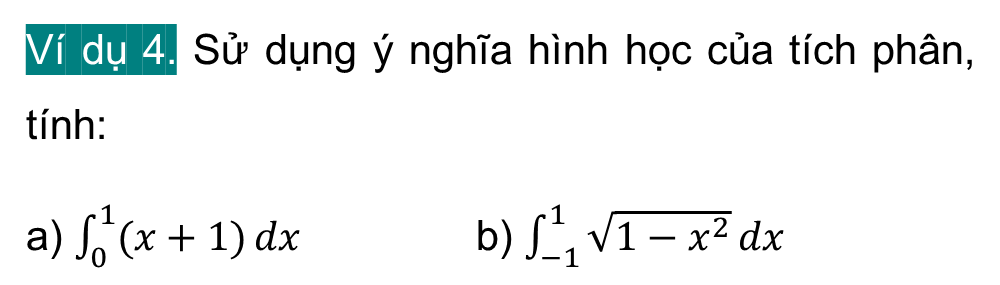 Ví dụ 4. Sử dụng ý nghĩa hình học của tích phân,
tính:
a) ∫₀¹(x + 1) dx b) ∫₋₁¹ √(1 − x²) dx